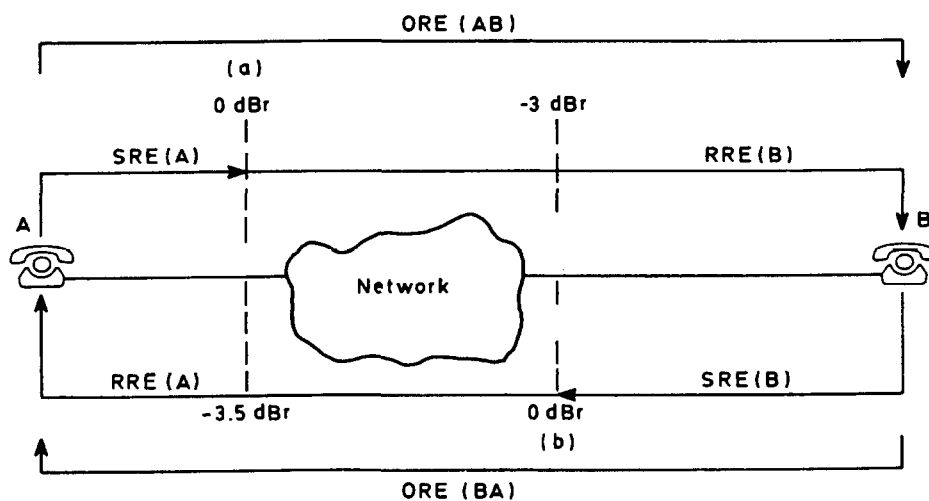 ORE (AB)
(a)
0 dBr
-3 dBr
SRE(A)
RRE(B)
A
B
Network
RRE(A)
SRE(B)
-3.5 dBr
0 dBr
(b)
ORE (BA)